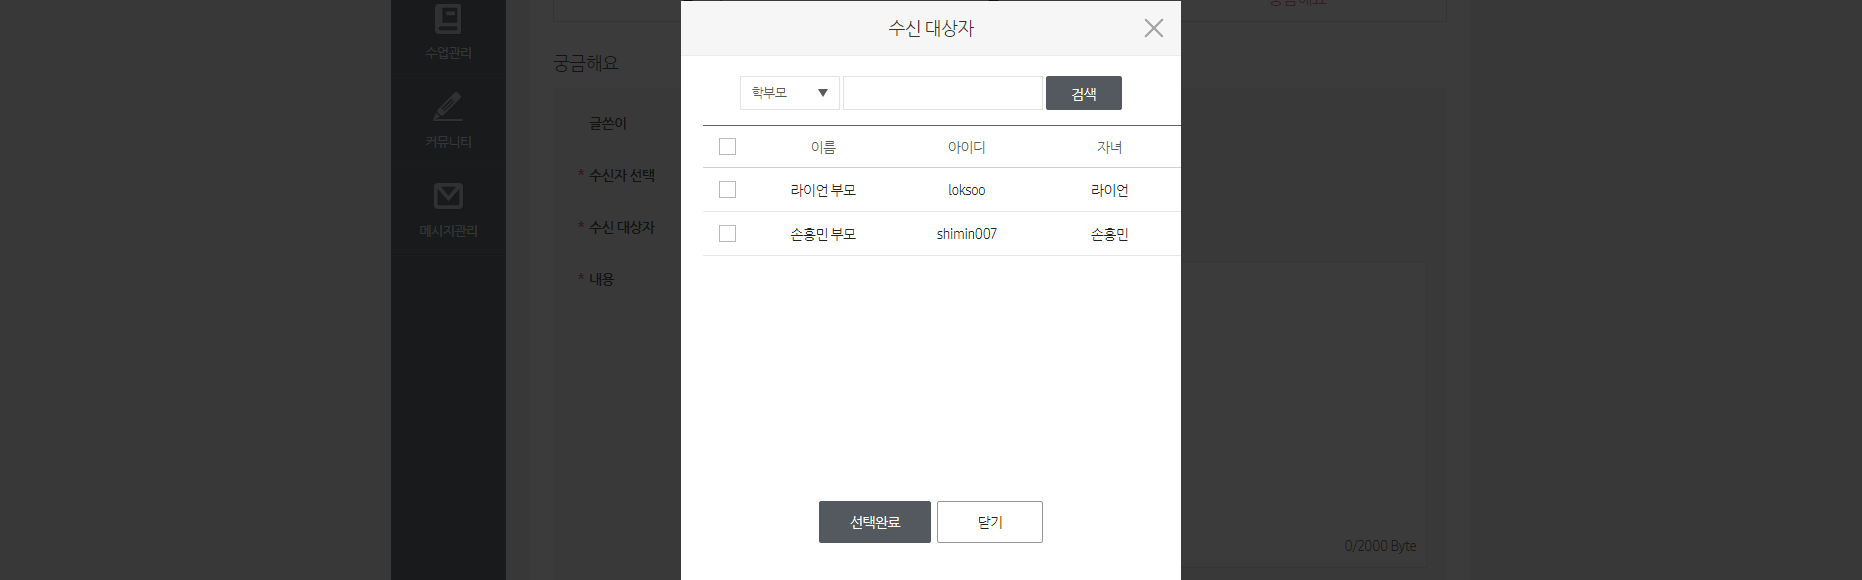 궁금해요
수업관리
커뮤니티
메시지관리
궁금해요
글쓴이
* 수신자 선택
* 수신 대상자
* 내용
0/2000 Byte
수신 대상자
학부모
검색
이름 아이디 자녀
라이언 부모 loksoo 라이언
손흥민 부모 shimin007 손흥민
선택완료 닫기